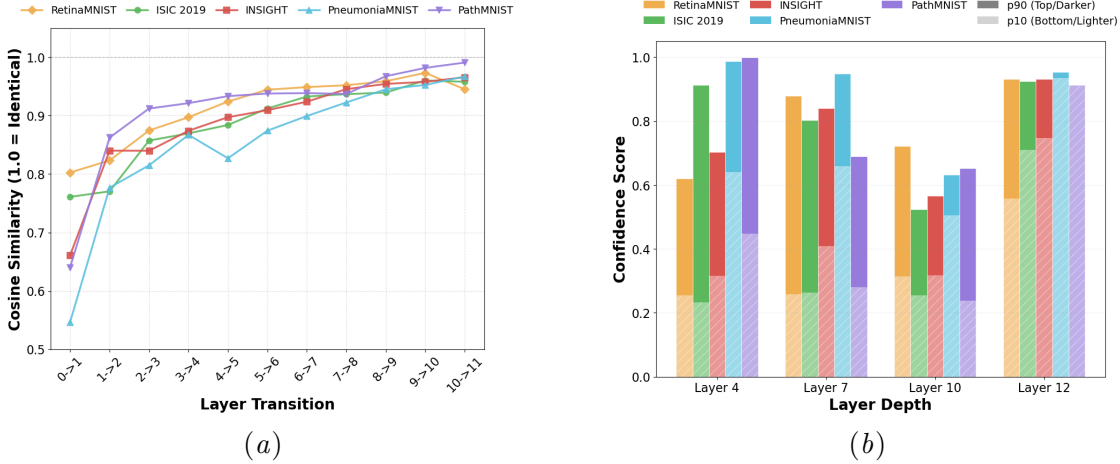 RetinaMNIST ISIC 2019 INSIGHT PneumoniaMNIST PathMNIST
Cosine Similarity (1.0 = Identical)
1.0
0.9
0.8
0.7
0.6
0.5
0->1 1->2 2->3 3->4 4->5 5->6 6->7 7->8 8->9 9->10 10->11
Layer Transition
(a)
RetinaMNIST INSIGHT PathMNIST p90 (Top/Darker)
ISIC 2019 PneumoniaMNIST p10 (Bottom/Lighter)
Confidence Score
1.0
0.8
0.6
0.4
0.2
0.0
Layer 4 Layer 7 Layer 10 Layer 12
Layer Depth
(b)